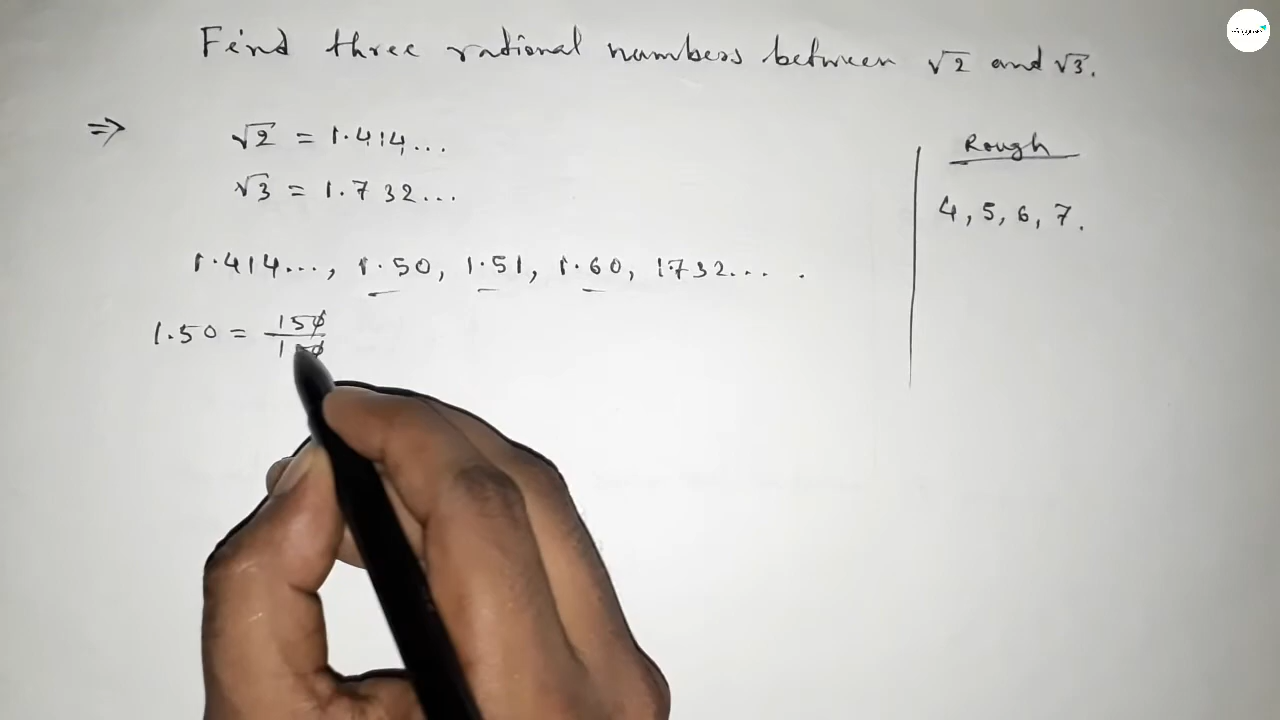 Find three rational numbers between √2 and √3.
⇒ √2 = 1.414...
√3 = 1.732...
1.414..., 1.50, 1.51, 1.60, 1.732... .
1.50 = 150/100
Rough
4, 5, 6, 7.